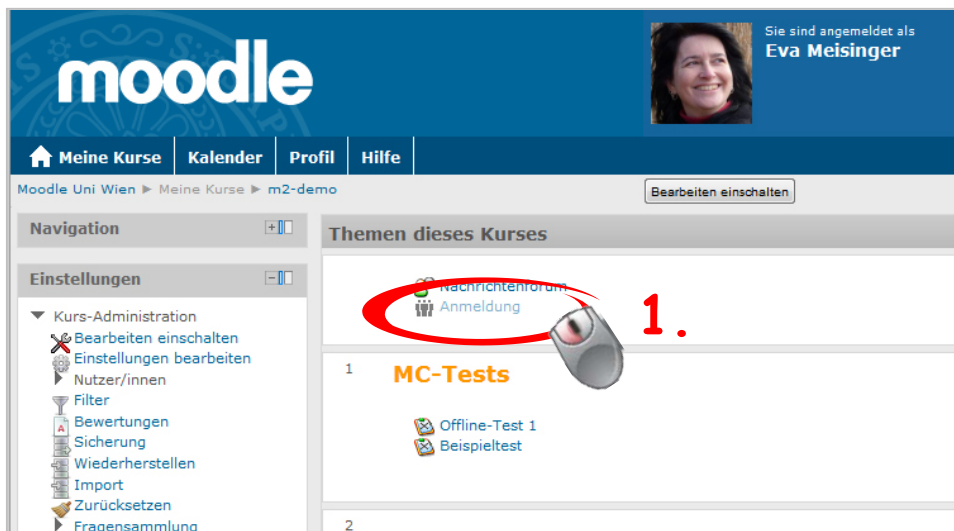 moodle
Sie sind angemeldet als
Eva Meisinger
Meine Kurse Kalender Profil Hilfe
Moodle Uni Wien ▶ Meine Kurse ▶ m2-demo
Bearbeiten einschalten
Navigation
Einstellungen
Kurs-Administration
Bearbeiten einschalten
Einstellungen bearbeiten
Nutzer/innen
Filter
Bewertungen
Sicherung
Wiederherstellen
Import
Zurücksetzen
Fragensammlung
Themen dieses Kurses
Nachrichtenforum
Anmeldung
1.
1 MC-Tests
Offline-Test 1
Beispieltest
2